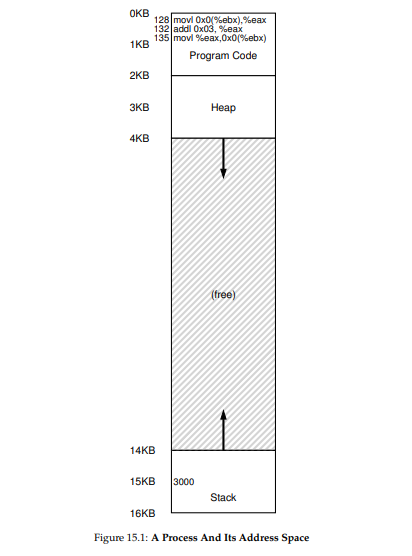 0KB
128 movl 0x0(%ebx),%eax
132 addl 0x03, %eax
135 movl %eax,0x0(%ebx)
1KB
Program Code
2KB
3KB
Heap
4KB
(free)
14KB
15KB
3000
Stack
16KB
Figure 15.1: A Process And Its Address Space